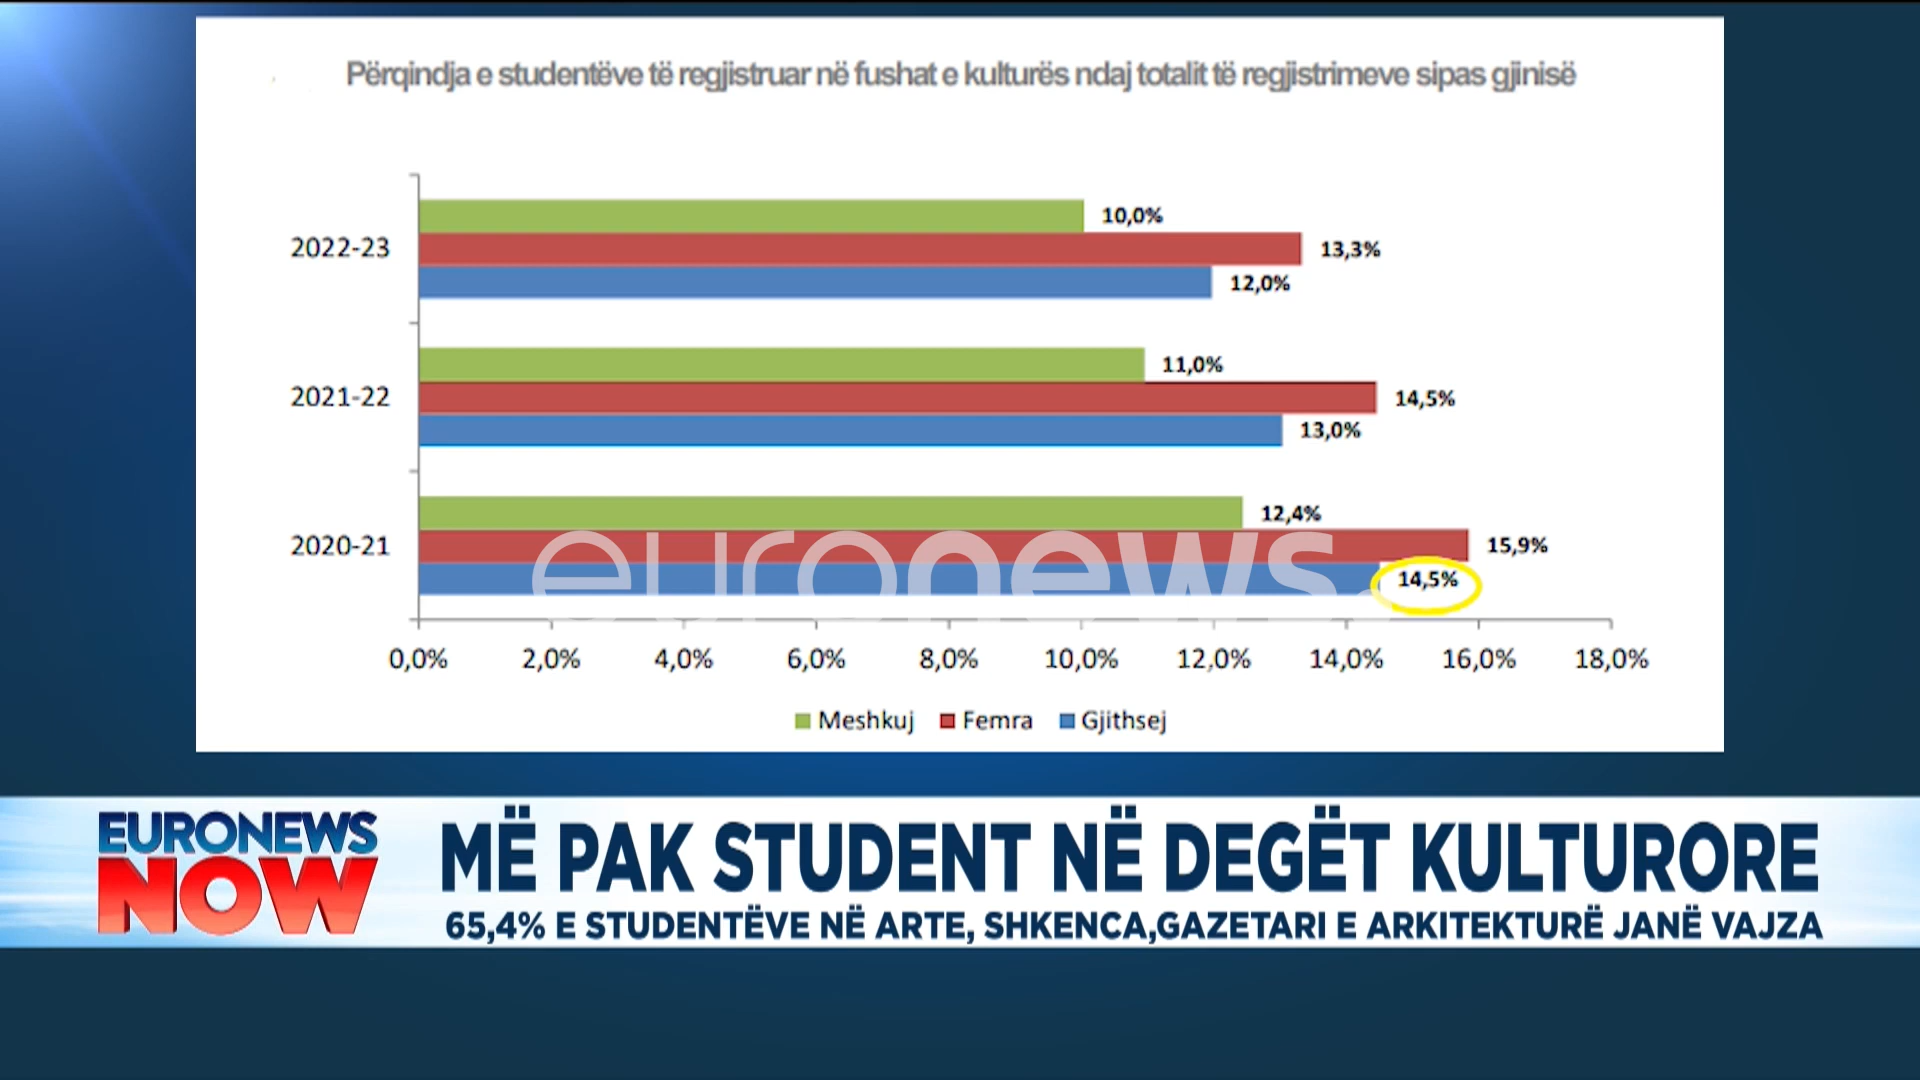 Përqindja e studentëve të regjistruar në fushat e kulturës ndaj totalit të regjistrimeve sipas gjinisë
2022-23
10,0%
13,3%
12,0%
2021-22
11,0%
14,5%
13,0%
2020-21
12,4%
15,9%
14,5%
euronews.
0,0% 2,0% 4,0% 6,0% 8,0% 10,0% 12,0% 14,0% 16,0% 18,0%
Meshkuj Femra Gjithsej
EURONEWS
NOW
MË PAK STUDENT NË DEGËT KULTURORE
65,4% E STUDENTËVE NË ARTE, SHKENCA,GAZETARI E ARKITEKTURË JANË VAJZA